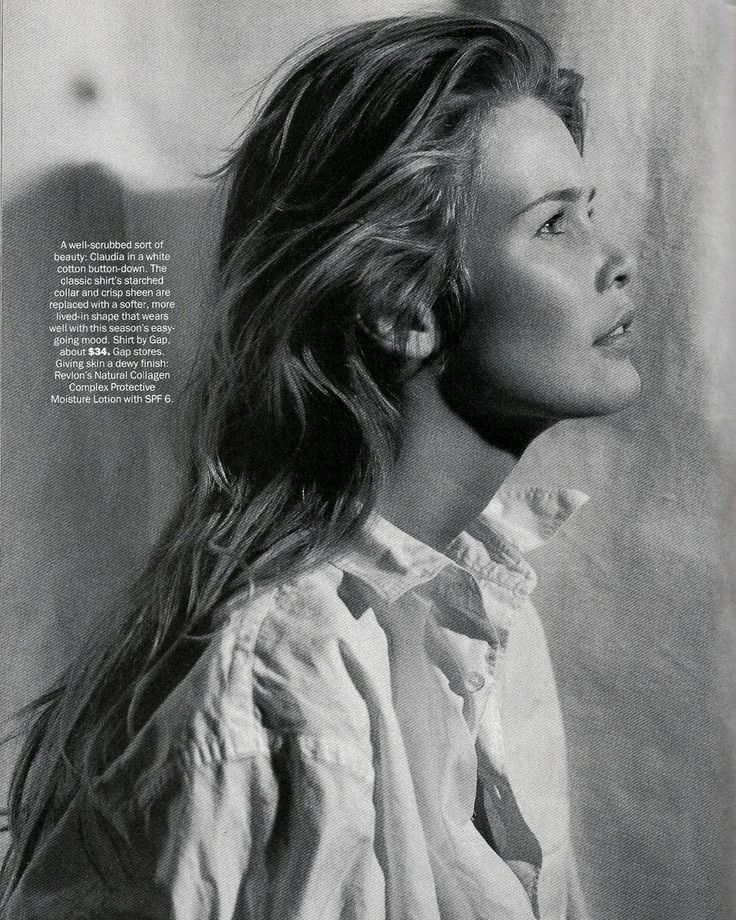 A well-scrubbed sort of
beauty: Claudia in a white
cotton button-down. The
classic shirt's starched
collar and crisp sheen are
replaced with a softer, more
lived-in shape that wears
well with this season's easy-
going mood. Shirt by Gap,
about $34. Gap stores.
Giving skin a dewy finish:
Revlon's Natural Collagen
Complex Protective
Moisture Lotion with SPF 6.